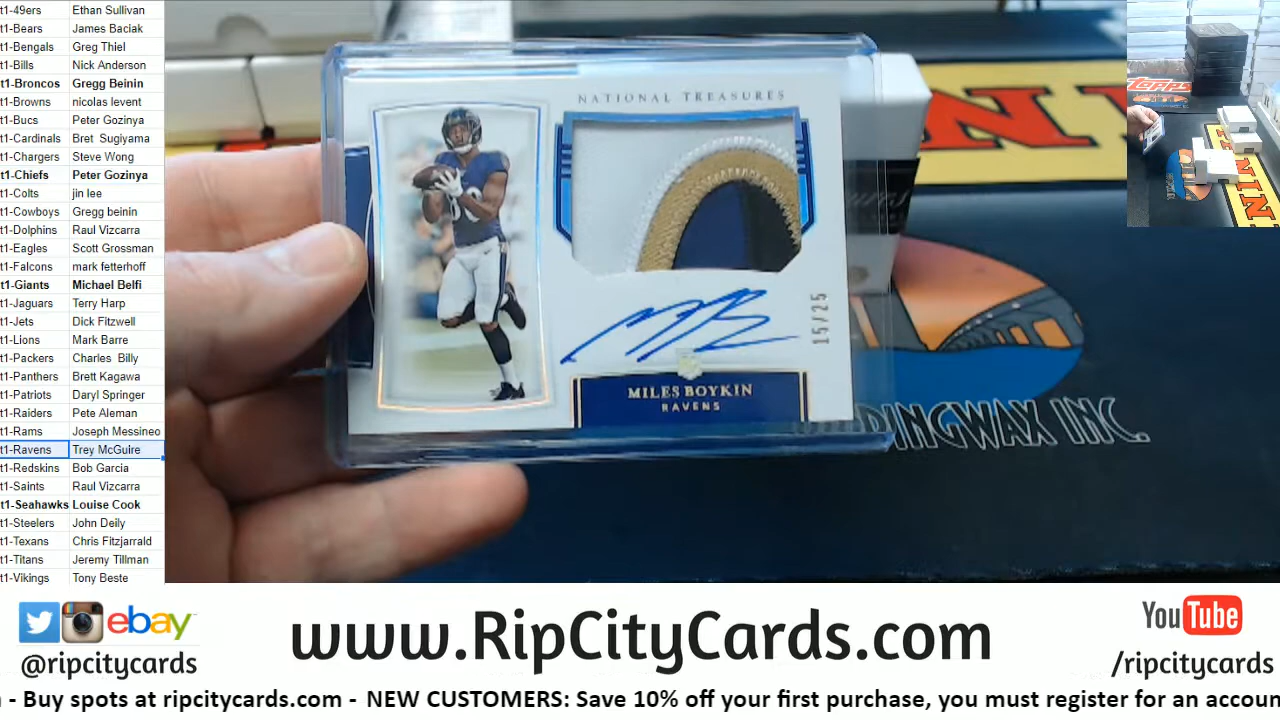 t1-49ers Ethan Sullivan
t1-Bears James Baciak
t1-Bengals Greg Thiel
t1-Bills Nick Anderson
t1-Broncos Gregg Beinin
t1-Browns nicolas levent
t1-Bucs Peter Gozinya
t1-Cardinals Bret Sugiyama
t1-Chargers Steve Wong
t1-Chiefs Peter Gozinya
t1-Colts jin lee
t1-Cowboys Gregg beinin
t1-Dolphins Raul Vizcarra
t1-Eagles Scott Grossman
t1-Falcons mark fetterhoff
t1-Giants Michael Belfi
t1-Jaguars Terry Harp
t1-Jets Dick Fitzwell
t1-Lions Mark Barre
t1-Packers Charles Billy
t1-Panthers Brett Kagawa
t1-Patriots Daryl Springer
t1-Raiders Pete Aleman
t1-Rams Joseph Messineo
t1-Ravens Trey McGuire
t1-Redskins Bob Garcia
t1-Saints Raul Vizcarra
t1-Seahawks Louise Cook
t1-Steelers John Deily
t1-Texans Chris Fitzjarrald
t1-Titans Jeremy Tillman
t1-Vikings Tony Beste
NATIONAL TREASURES
15/25
MILES BOYKIN
RAVENS
DINGWAX INC.
Topps
ebay
@ripcitycards
www.RipCityCards.com
YouTube
/ripcitycards
- Buy spots at ripcitycards.com - NEW CUSTOMERS: Save 10% off your first purchase, you must register for an accoun